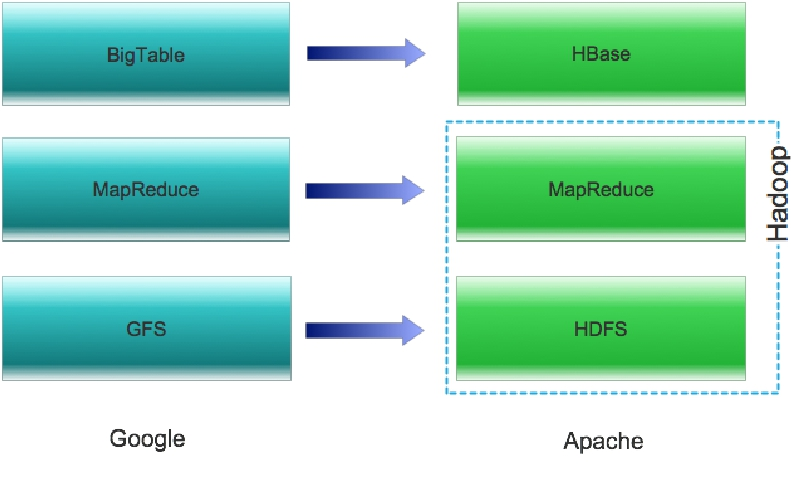 BigTable
HBase
MapReduce
MapReduce
Hadoop
GFS
HDFS
Google
Apache